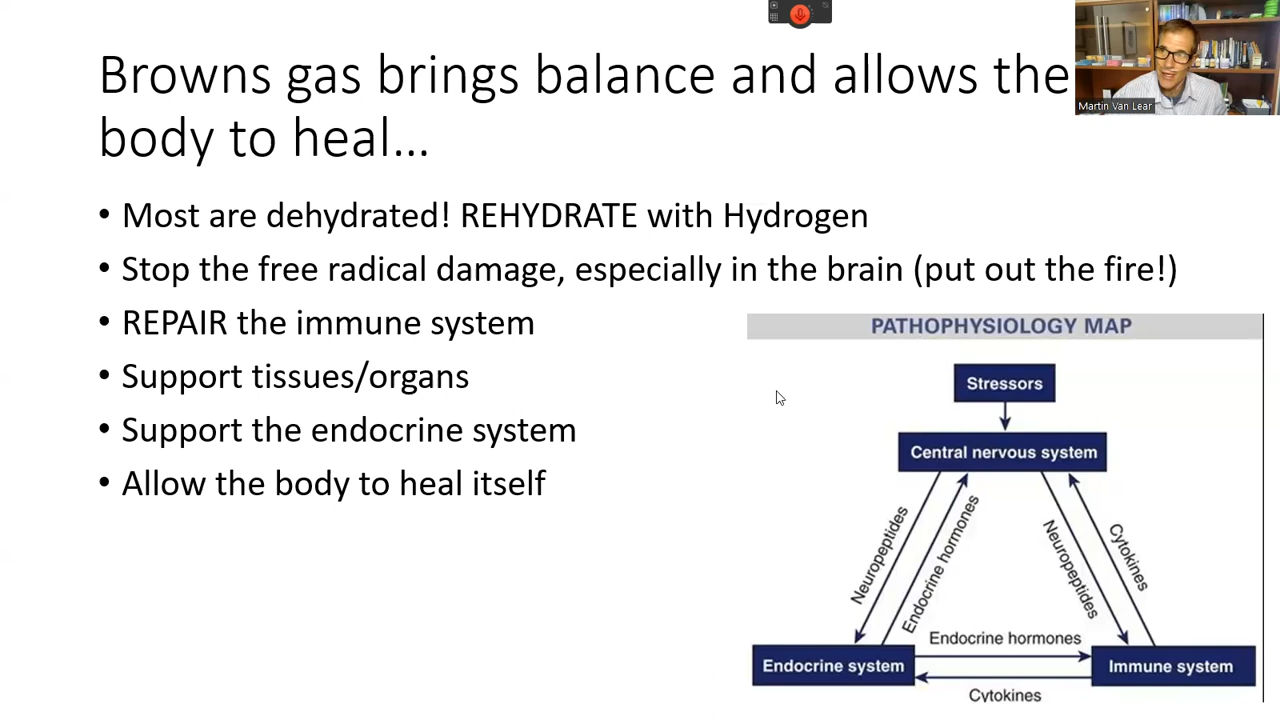 Browns gas brings balance and allows the
body to heal…
Martin Van Lear
• Most are dehydrated! REHYDRATE with Hydrogen
• Stop the free radical damage, especially in the brain (put out the fire!)
• REPAIR the immune system
• Support tissues/organs
• Support the endocrine system
• Allow the body to heal itself
PATHOPHYSIOLOGY MAP
Stressors
Central nervous system
Neuropeptides
Endocrine hormones
Neuropeptides
Cytokines
Endocrine hormones
Endocrine system
Immune system
Cytokines